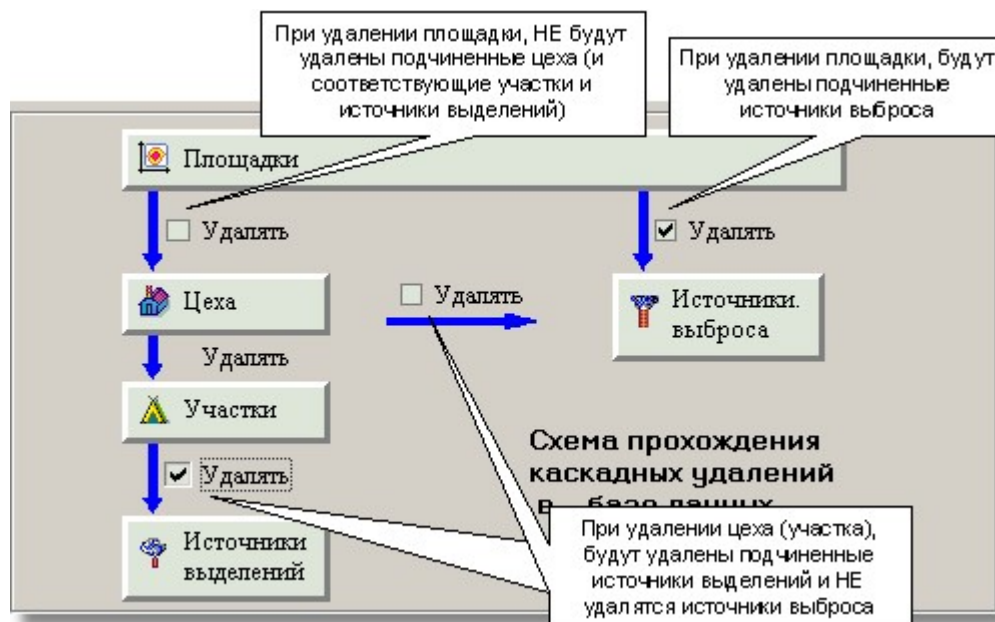 При удалении площадки, НЕ будут
удалены подчиненные цеха (и
соответствующие участки и
источники выделений)
При удалении площадки, будут
удалены подчиненные
источники выброса
Площадки
Удалять
Удалять
Цеха
Удалять
Источники.
выброса
Удалять
Участки
Схема прохождения
каскадных удалений
в базе данных
Удалять
Источники
выделений
При удалении цеха (участка),
будут удалены подчиненные
источники выделений и НЕ
удалятся источники выброса